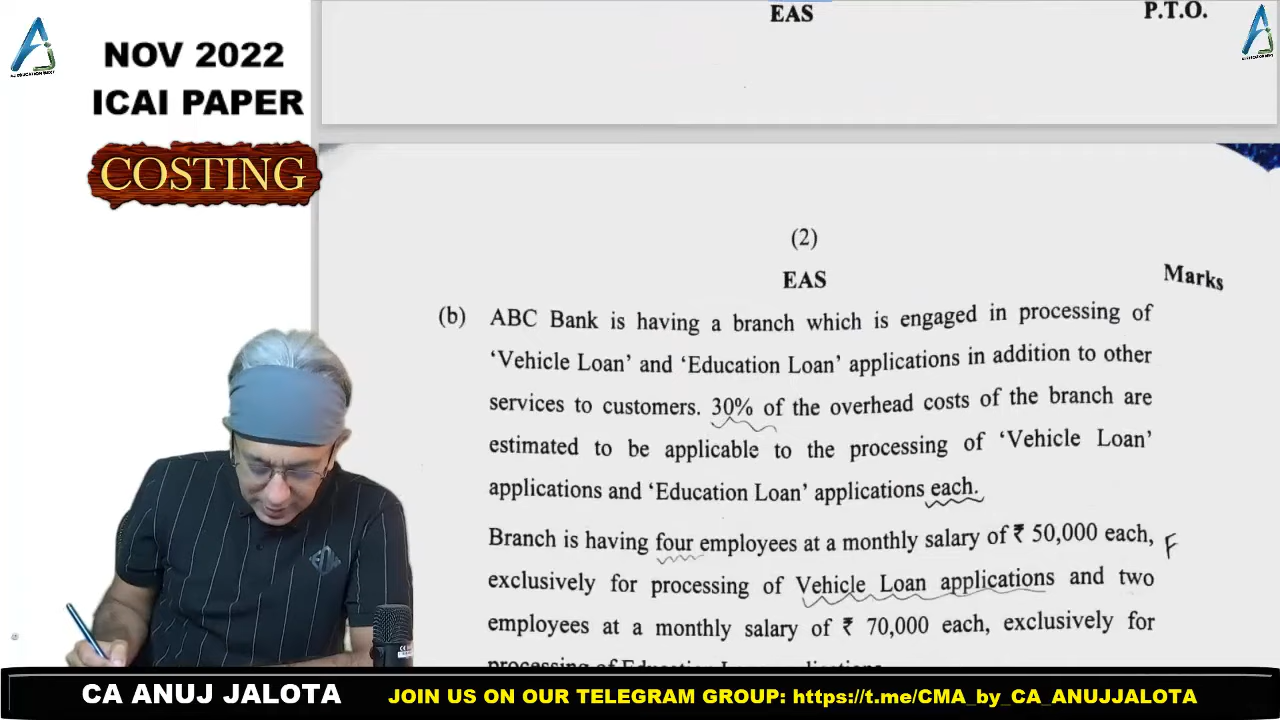 EAS
P.T.O.
NOV 2022
ICAI PAPER
COSTING
(2)
EAS
Marks
(b) ABC Bank is having a branch which is engaged in processing of
‘Vehicle Loan’ and ‘Education Loan’ applications in addition to other
services to customers. 30% of the overhead costs of the branch are
estimated to be applicable to the processing of ‘Vehicle Loan’
applications and ‘Education Loan’ applications each.
Branch is having four employees at a monthly salary of ₹ 50,000 each, F
exclusively for processing of Vehicle Loan applications and two
employees at a monthly salary of ₹ 70,000 each, exclusively for
processing of Education Loan applications.
CA ANUJ JALOTA
JOIN US ON OUR TELEGRAM GROUP: https://t.me/CMA_by_CA_ANUJJALOTA